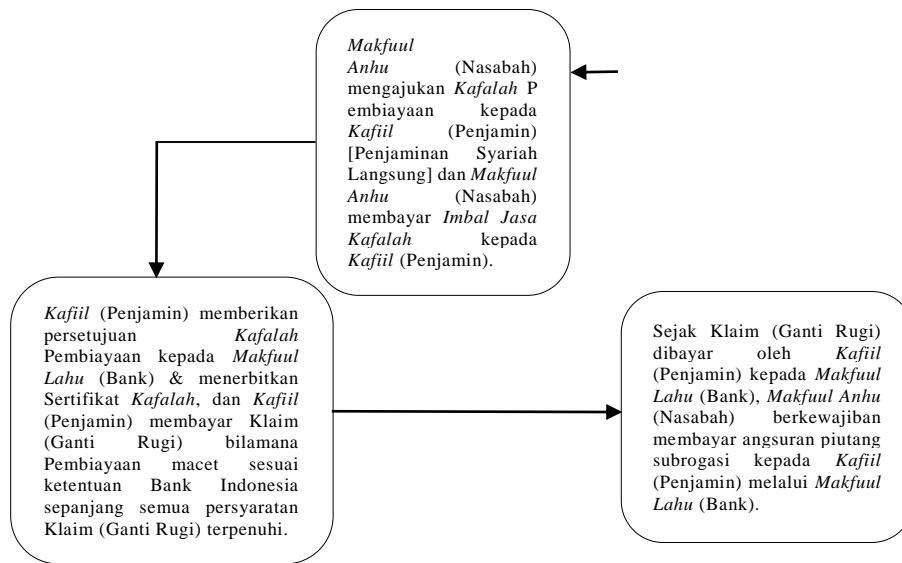 Makfuul
Anhu (Nasabah)
mengajukan Kafalah P
embiayaan kepada
Kafiil (Penjamin)
[Penjaminan Syariah
Langsung] dan Makfuul
Anhu (Nasabah)
membayar Imbal Jasa
Kafalah kepada
Kafiil (Penjamin).
Kafiil (Penjamin) memberikan
persetujuan Kafalah
Pembiayaan kepada Makfuul
Lahu (Bank) & menerbitkan
Sertifikat Kafalah, dan Kafiil
(Penjamin) membayar Klaim
(Ganti Rugi) bilamana
Pembiayaan macet sesuai
ketentuan Bank Indonesia
sepanjang semua persyaratan
Klaim (Ganti Rugi) terpenuhi.
Sejak Klaim (Ganti Rugi)
dibayar oleh Kafiil
(Penjamin) kepada Makfuul
Lahu (Bank), Makfuul Anhu
(Nasabah) berkewajiban
membayar angsuran piutang
subrogasi kepada Kafiil
(Penjamin) melalui Makfuul
Lahu (Bank).